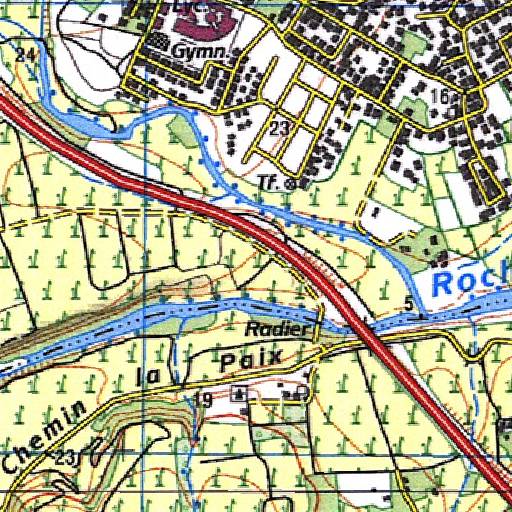 Lyc.
24
Gymn.
16
23
Tf.
Roch
5
Radier
Chemin la Paix
19
23